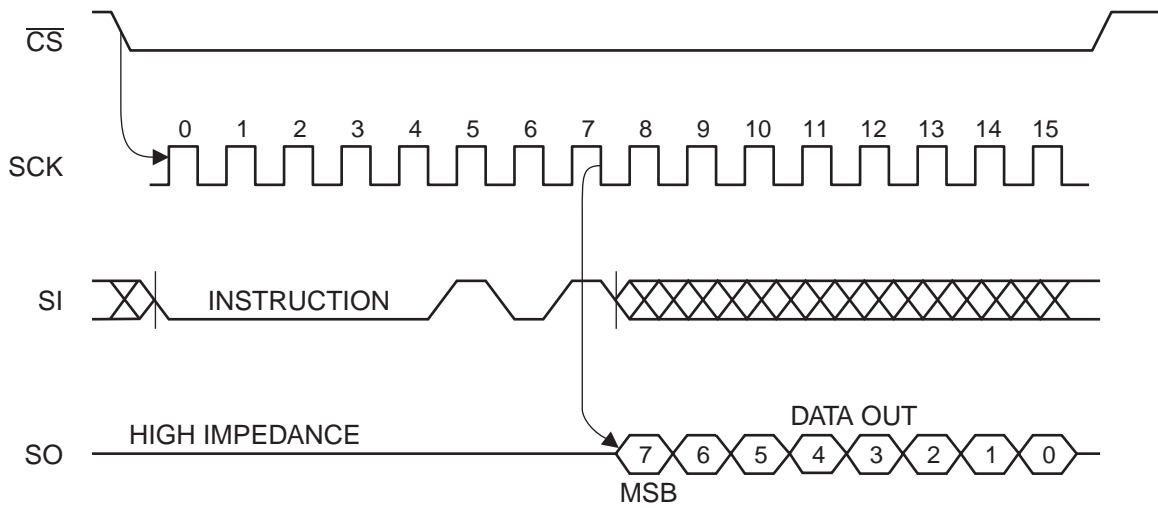 C̅S̅
0 1 2 3 4 5 6 7 8 9 10 11 12 13 14 15
SCK
SI
INSTRUCTION
DATA OUT
HIGH IMPEDANCE
SO
7 6 5 4 3 2 1 0
MSB